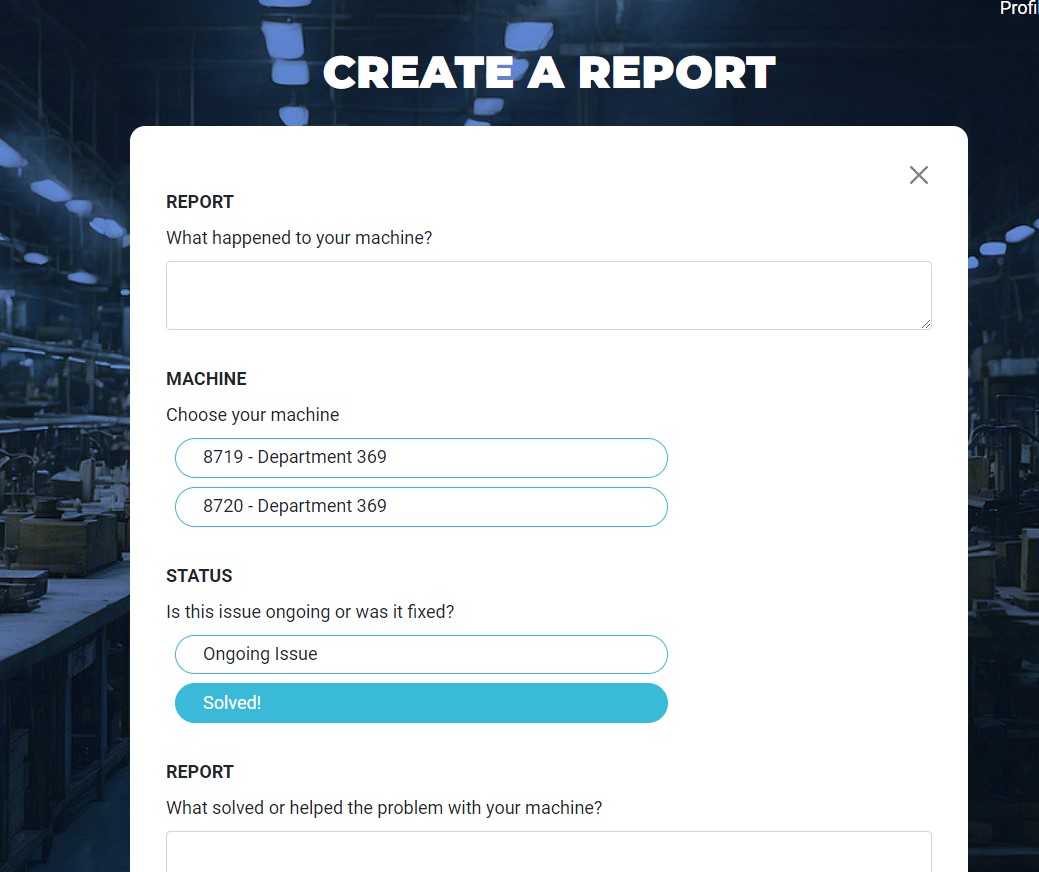 Profi
CREATE A REPORT
REPORT
What happened to your machine?
MACHINE
Choose your machine
8719 - Department 369
8720 - Department 369
STATUS
Is this issue ongoing or was it fixed?
Ongoing Issue
Solved!
REPORT
What solved or helped the problem with your machine?